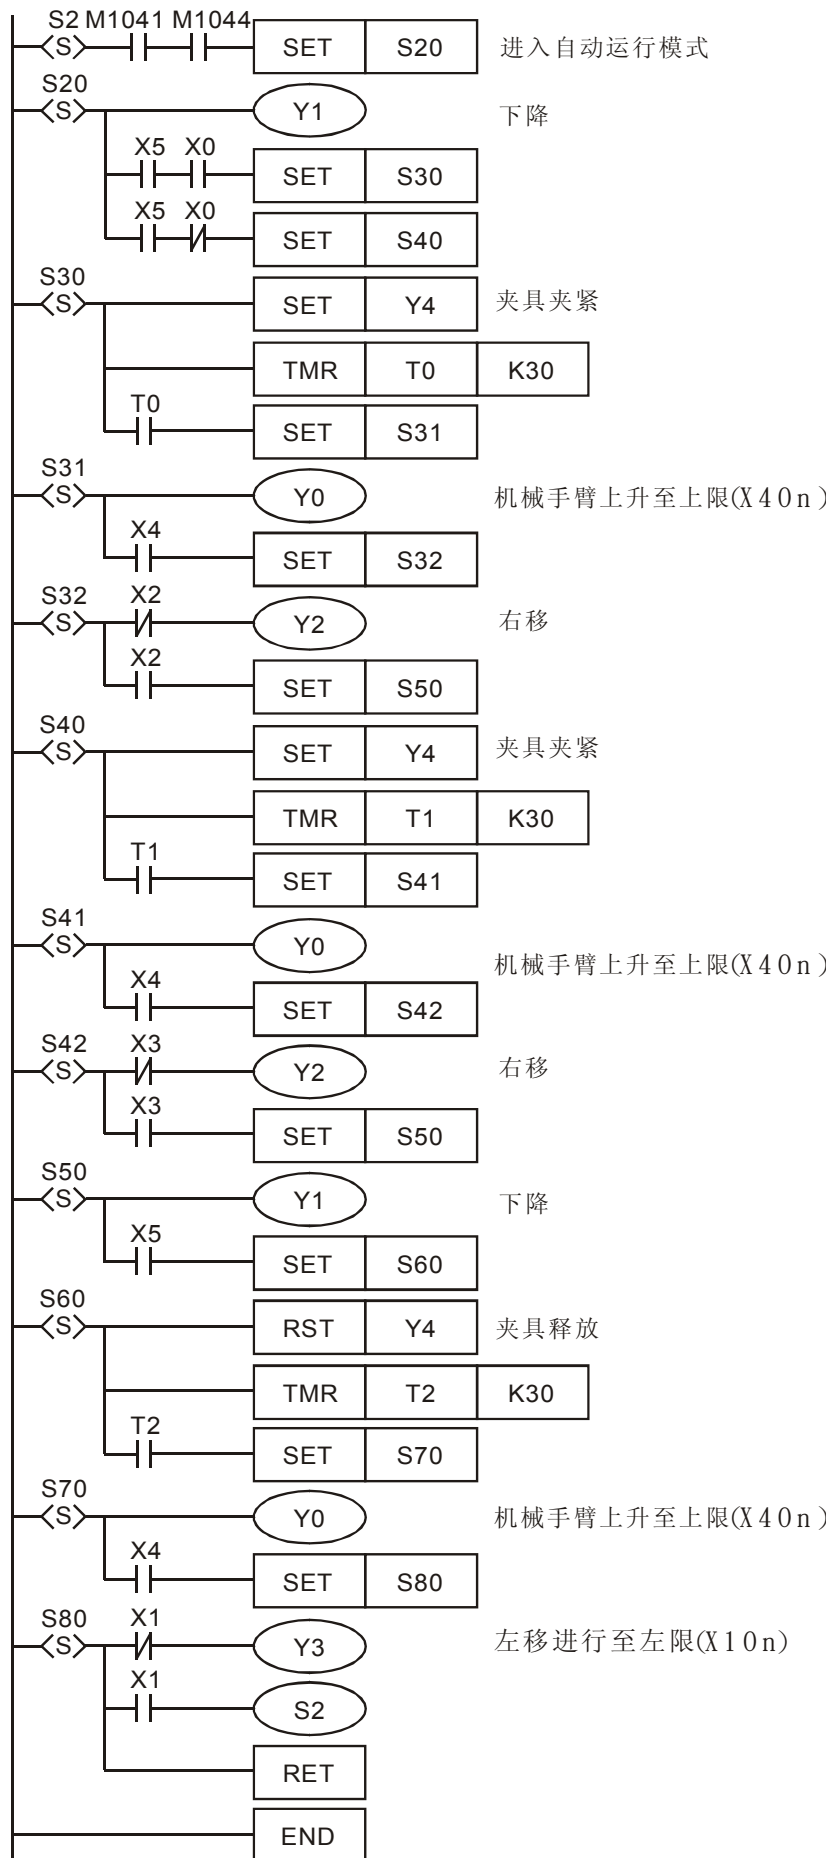 S2 M1041 M1044
S SET S20 进入自动运行模式
S20
S Y1 下降
X5 X0
SET S30
X5 X0
SET S40
S30
S SET Y4 夹具夹紧
TMR T0 K30
T0
SET S31
S31
S Y0 机械手臂上升至上限(X4On)
X4
SET S32
S32 X2
S Y2 右移
X2
SET S50
S40
S SET Y4 夹具夹紧
TMR T1 K30
T1
SET S41
S41
S Y0 机械手臂上升至上限(X4On)
X4
SET S42
S42 X3
S Y2 右移
X3
SET S50
S50
S Y1 下降
X5
SET S60
S60
S RST Y4 夹具释放
TMR T2 K30
T2
SET S70
S70
S Y0 机械手臂上升至上限(X4On)
X4
SET S80
S80 X1
S Y3 左移进行至左限(X1On)
X1
S2
RET
END